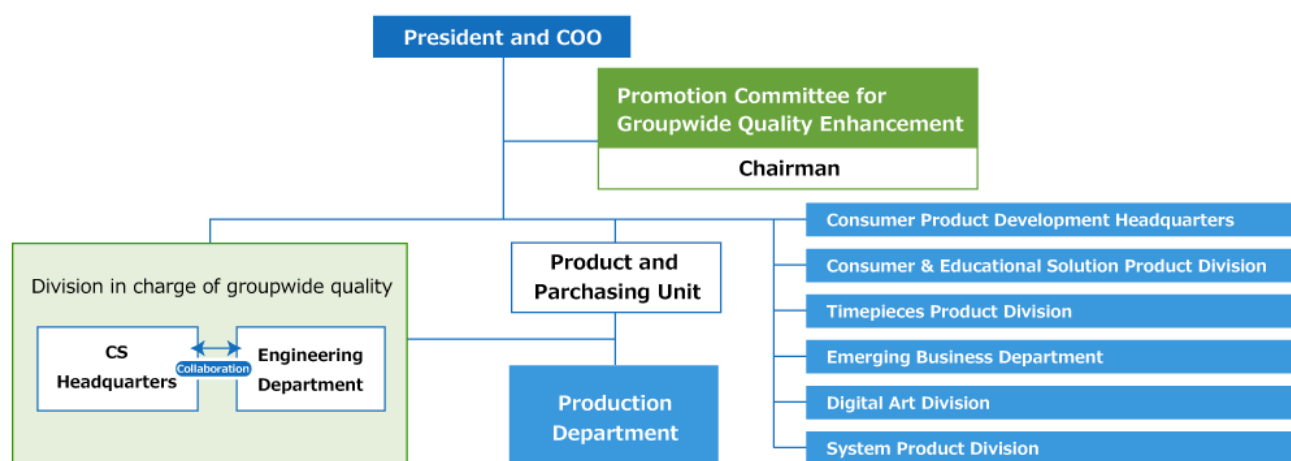 President and COO
Promotion Committee for
Groupwide Quality Enhancement
Chairman
Division in charge of groupwide quality
CS
Headquarters
Collaboration
Engineering
Department
Product and
Parchasing Unit
Production
Department
Consumer Product Development Headquarters
Consumer & Educational Solution Product Division
Timepieces Product Division
Emerging Business Department
Digital Art Division
System Product Division